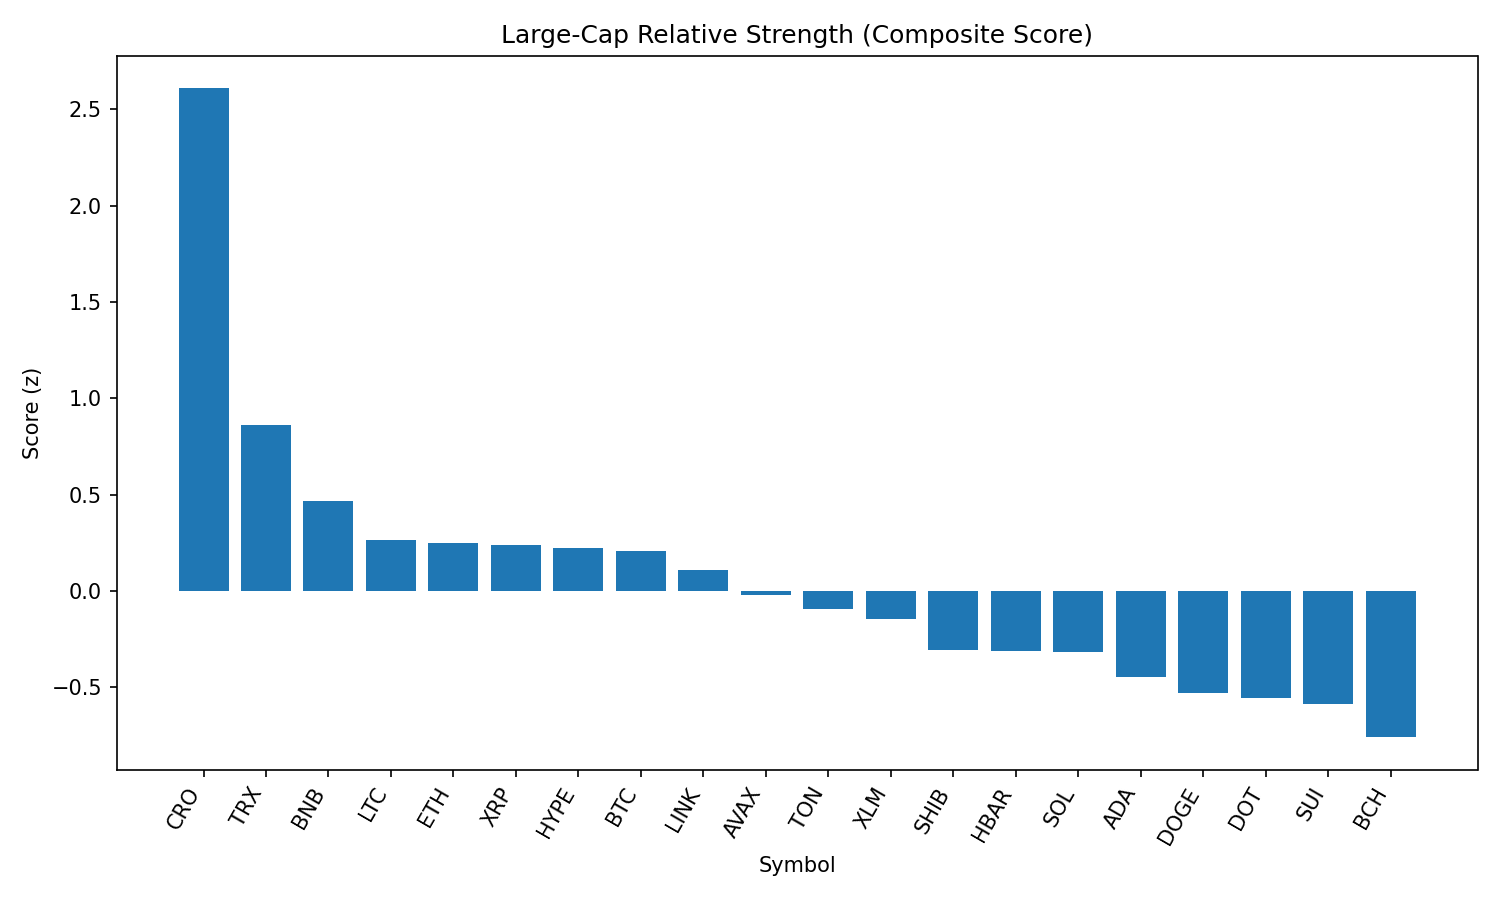 Large-Cap Relative Strength (Composite Score)
Score (z)
2.5
2.0
1.5
1.0
0.5
0.0
−0.5
CRO
TRX
BNB
LTC
ETH
XRP
HYPE
BTC
LINK
AVAX
TON
XLM
SHIB
HBAR
SOL
ADA
DOGE
DOT
SUI
BCH
Symbol